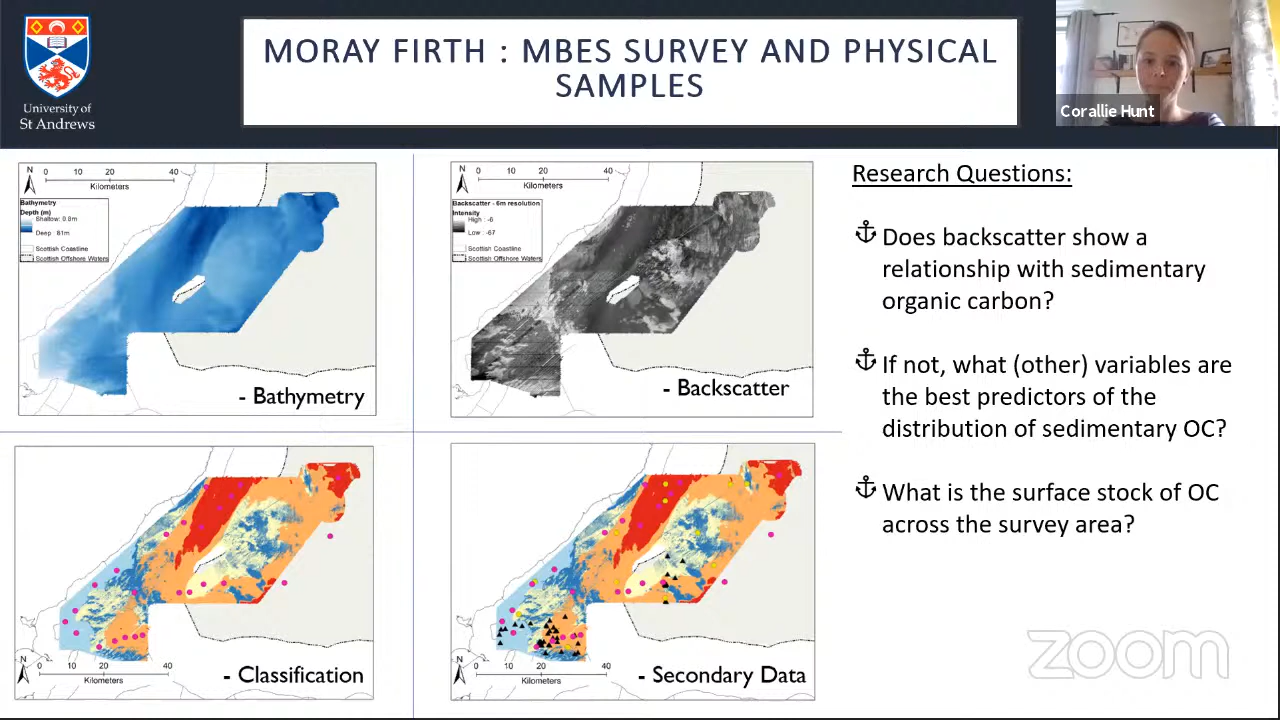 University of
St Andrews
MORAY FIRTH : MBES SURVEY AND PHYSICAL
SAMPLES
Corallie Hunt
N
0 10 20 40
Kilometers
Bathymetry
Depth (m)
Shallow: 0.0m
Deep : 81m
Scottish Coastline
Scottish Offshore Waters
- Bathymetry
N
0 10 20 40
Kilometers
Backscatter - 6m resolution
Intensity
High : -6
Low : -67
Scottish Coastline
Scottish Offshore Waters
- Backscatter
N
0 10 20 40
Kilometers
- Classification
N
0 10 20 40
Kilometers
- Secondary Data
Research Questions:
Does backscatter show a
relationship with sedimentary
organic carbon?
If not, what (other) variables are
the best predictors of the
distribution of sedimentary OC?
What is the surface stock of OC
across the survey area?
zoom